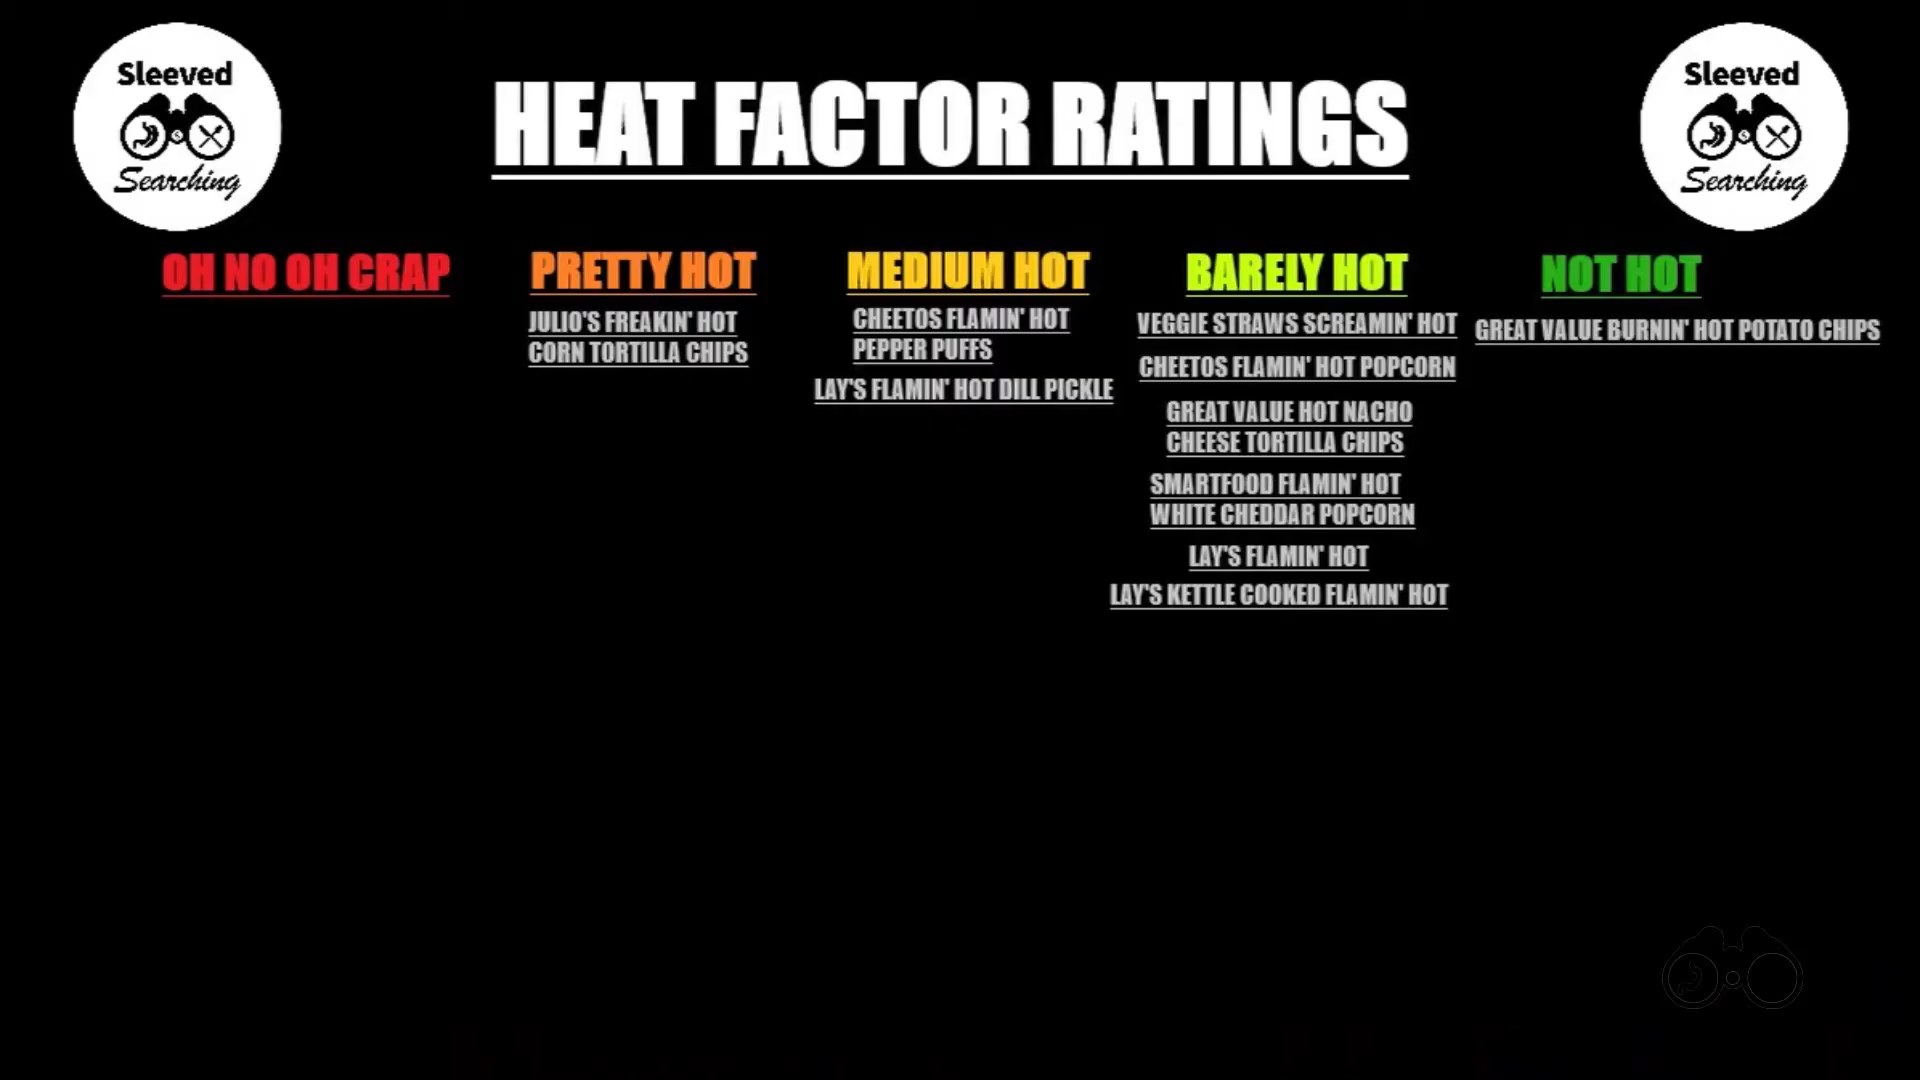 Sleeved
Searching
HEAT FACTOR RATINGS
Sleeved
Searching
OH NO OH CRAP
PRETTY HOT
JULIO'S FREAKIN' HOT
CORN TORTILLA CHIPS
MEDIUM HOT
CHEETOS FLAMIN' HOT
PEPPER PUFFS
LAY'S FLAMIN' HOT DILL PICKLE
BARELY HOT
VEGGIE STRAWS SCREAMIN' HOT
CHEETOS FLAMIN' HOT POPCORN
GREAT VALUE HOT NACHO
CHEESE TORTILLA CHIPS
SMARTFOOD FLAMIN' HOT
WHITE CHEDDAR POPCORN
LAY'S FLAMIN' HOT
LAY'S KETTLE COOKED FLAMIN' HOT
NOT HOT
GREAT VALUE BURNIN' HOT POTATO CHIPS